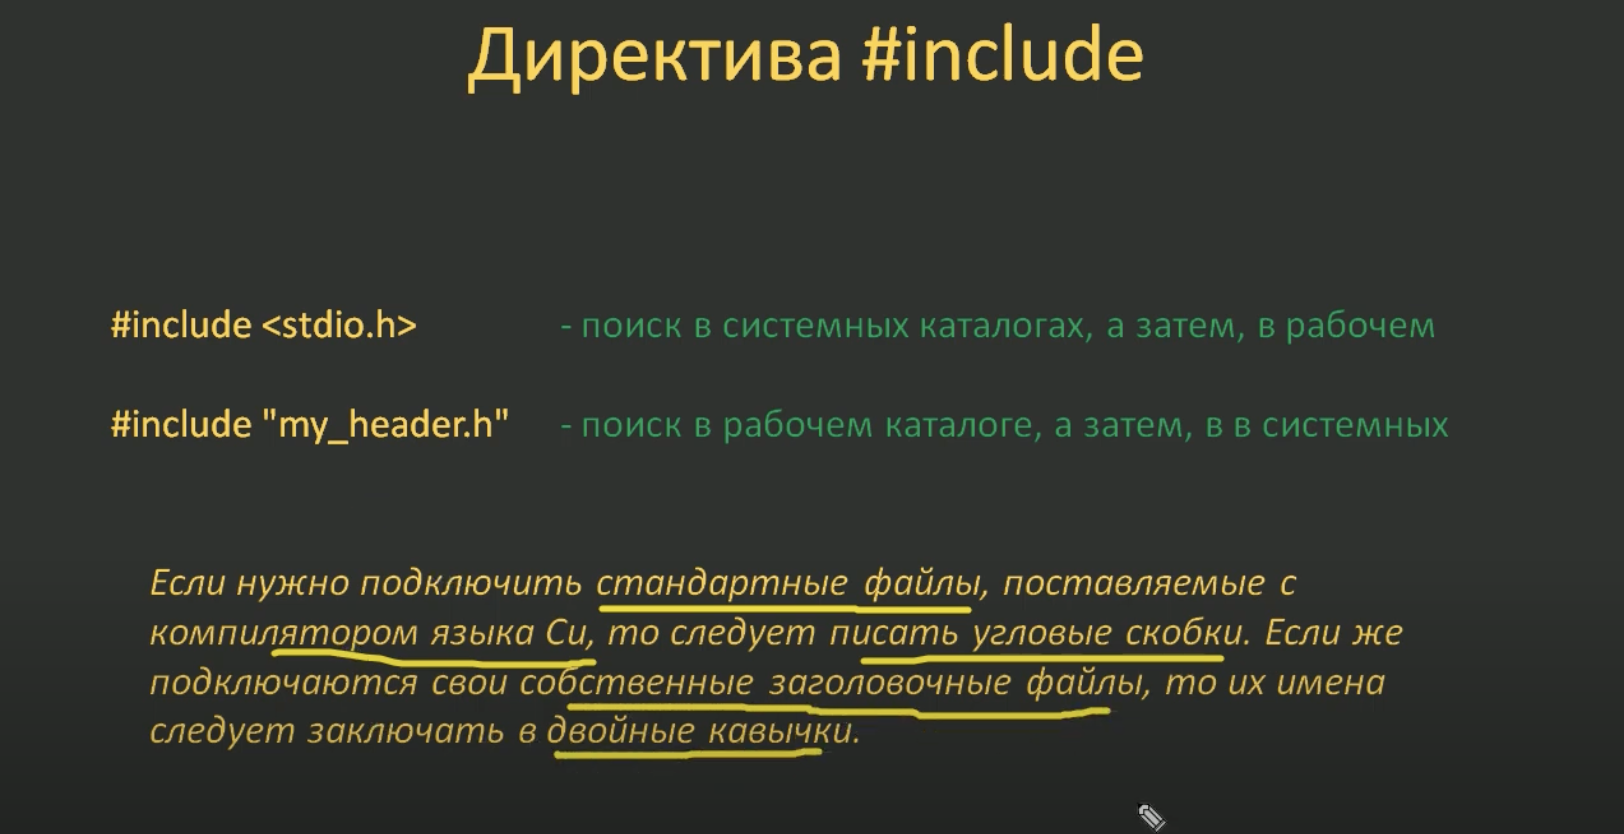 Директива #include
#include <stdio.h> - поиск в системных каталогах, а затем, в рабочем
#include "my_header.h" - поиск в рабочем каталоге, а затем, в в системных
Если нужно подключить стандартные файлы, поставляемые с
компилятором языка Си, то следует писать угловые скобки. Если же
подключаются свои собственные заголовочные файлы, то их имена
следует заключать в двойные кавычки.